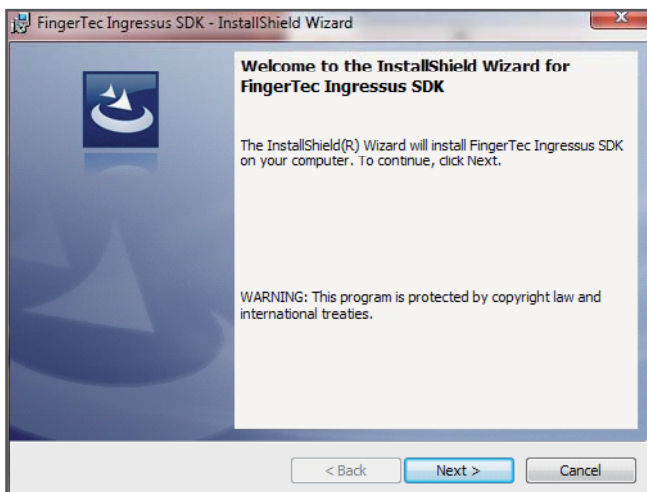 FingerTec Ingressus SDK - InstallShield Wizard
X
Welcome to the InstallShield Wizard for
FingerTec Ingressus SDK
The InstallShield(R) Wizard will install FingerTec Ingressus SDK
on your computer. To continue, click Next.
WARNING: This program is protected by copyright law and
international treaties.
< Back
Next >
Cancel